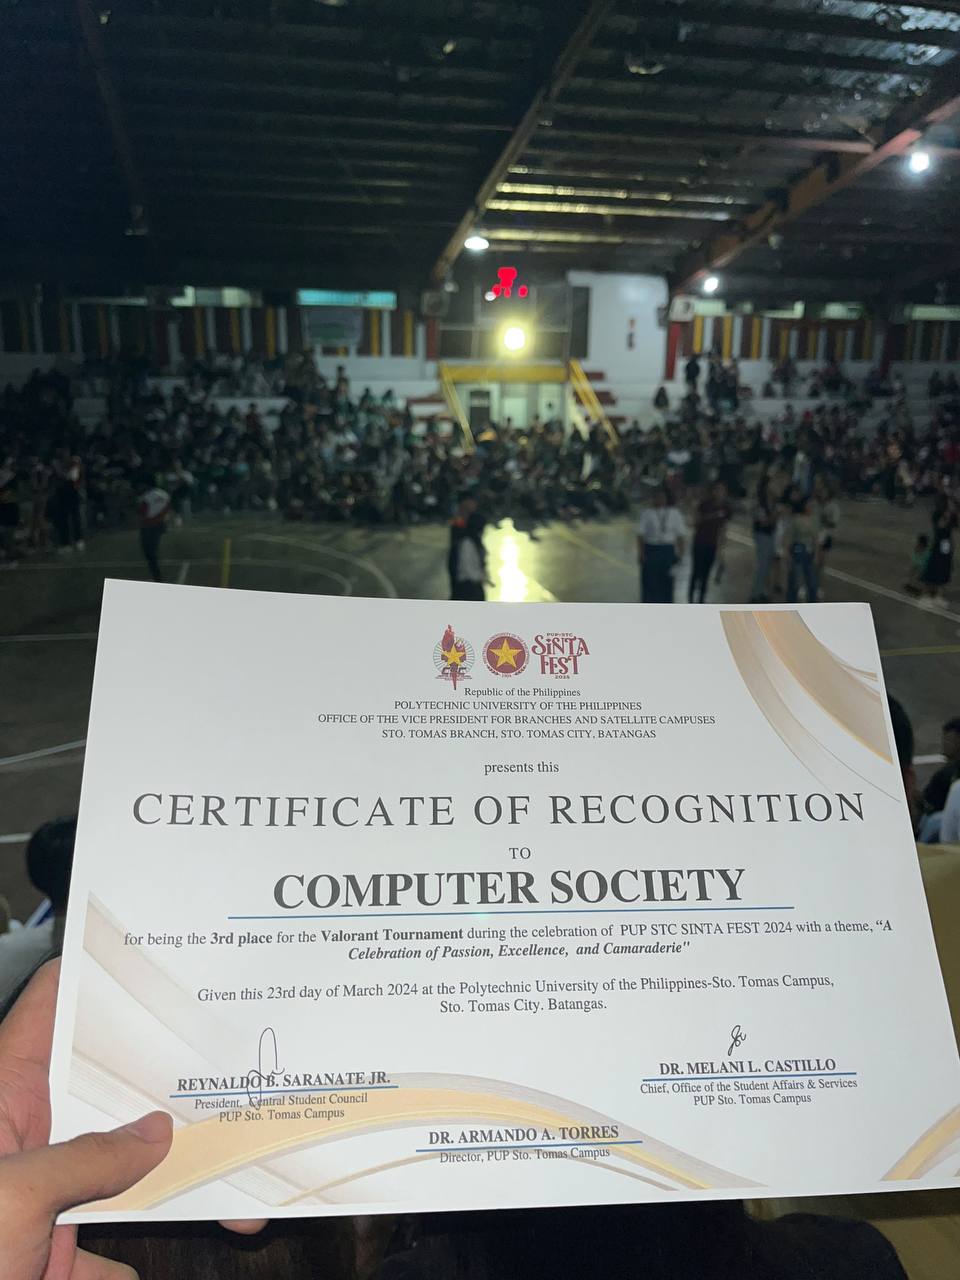 PUP-STC
SiNTA
FEST
2024
Republic of the Philippines
POLYTECHNIC UNIVERSITY OF THE PHILIPPINES
OFFICE OF THE VICE PRESIDENT FOR BRANCHES AND SATELLITE CAMPUSES
STO. TOMAS BRANCH, STO. TOMAS CITY, BATANGAS
presents this
CERTIFICATE OF RECOGNITION
TO
COMPUTER SOCIETY
for being the 3rd place for the Valorant Tournament during the celebration of PUP STC SINTA FEST 2024 with a theme, “A
Celebration of Passion, Excellence, and Camaraderie"
Given this 23rd day of March 2024 at the Polytechnic University of the Philippines-Sto. Tomas Campus,
Sto. Tomas City. Batangas.
REYNALDO B. SARANATE JR.
President, Central Student Council
PUP Sto. Tomas Campus
DR. MELANI L. CASTILLO
Chief, Office of the Student Affairs & Services
PUP Sto. Tomas Campus
DR. ARMANDO A. TORRES
Director, PUP Sto. Tomas Campus